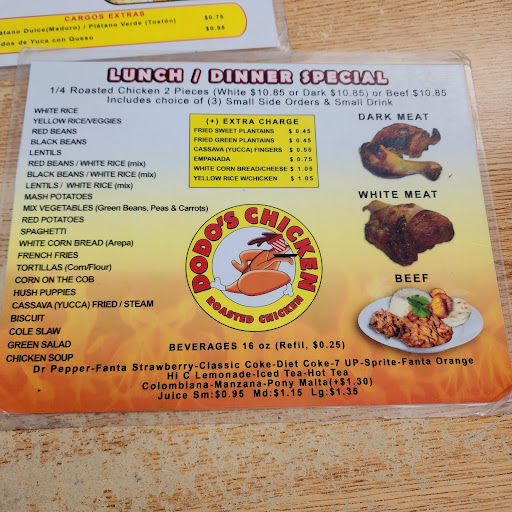 CARGOS EXTRAS
Dulce(Maduro) / Plátano Verde (Tostón) $0.75
dos de Yuca con Queso $0.95
LUNCH / DINNER SPECIAL
1/4 Roasted Chicken 2 Pieces (White $10.85 or Dark $10.85) or Beef $10.85
Includes choice of (3) Small Side Orders & Small Drink
WHITE RICE
YELLOW RICE/VEGGIES
RED BEANS
BLACK BEANS
LENTILS
RED BEANS / WHITE RICE (mix)
BLACK BEANS / WHITE RICE (mix)
LENTILS / WHITE RICE (mix)
MASH POTATOES
MIX VEGETABLES (Green Beans, Peas & Carrots)
RED POTATOES
SPAGHETTI
WHITE CORN BREAD (Arepa)
FRENCH FRIES
TORTILLAS (Corn/Flour)
CORN ON THE COB
HUSH PUPPIES
CASSAVA (YUCCA) FRIED / STEAM
BISCUIT
COLE SLAW
GREEN SALAD
CHICKEN SOUP
(+) EXTRA CHARGE
FRIED SWEET PLANTAINS $ 0.45
FRIED GREEN PLANTAINS $ 0.45
CASSAVA (YUCCA) FINGERS $ 0.55
EMPANADA $ 0.75
WHITE CORN BREAD/CHEESE $ 1.05
YELLOW RICE W/CHICKEN $ 1.05
DODO'S CHICKEN
ROASTED CHICKEN
DARK MEAT
WHITE MEAT
BEEF
BEVERAGES 16 oz (Refil, $0.25)
Dr Pepper-Fanta Strawberry-Classic Coke-Diet Coke-7 UP-Sprite-Fanta Orange
Hi C Lemonade-Iced Tea-Hot Tea
Colombiana-Manzana-Pony Malta(+$1.30)
Juice Sm:$0.95 Md:$1.15 Lg:$1.35